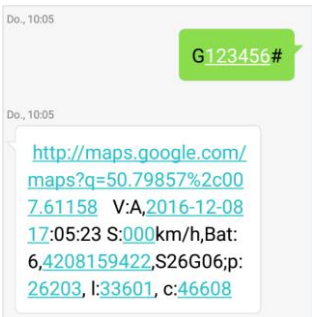 Do., 10:05
G123456#
Do., 10:05
http://maps.google.com/
maps?q=50.79857%2c00
7.61158 V:A,2016-12-08
17:05:23 S:000km/h,Bat:
6,4208159422,S26G06;p:
26203, l:33601, c:46608